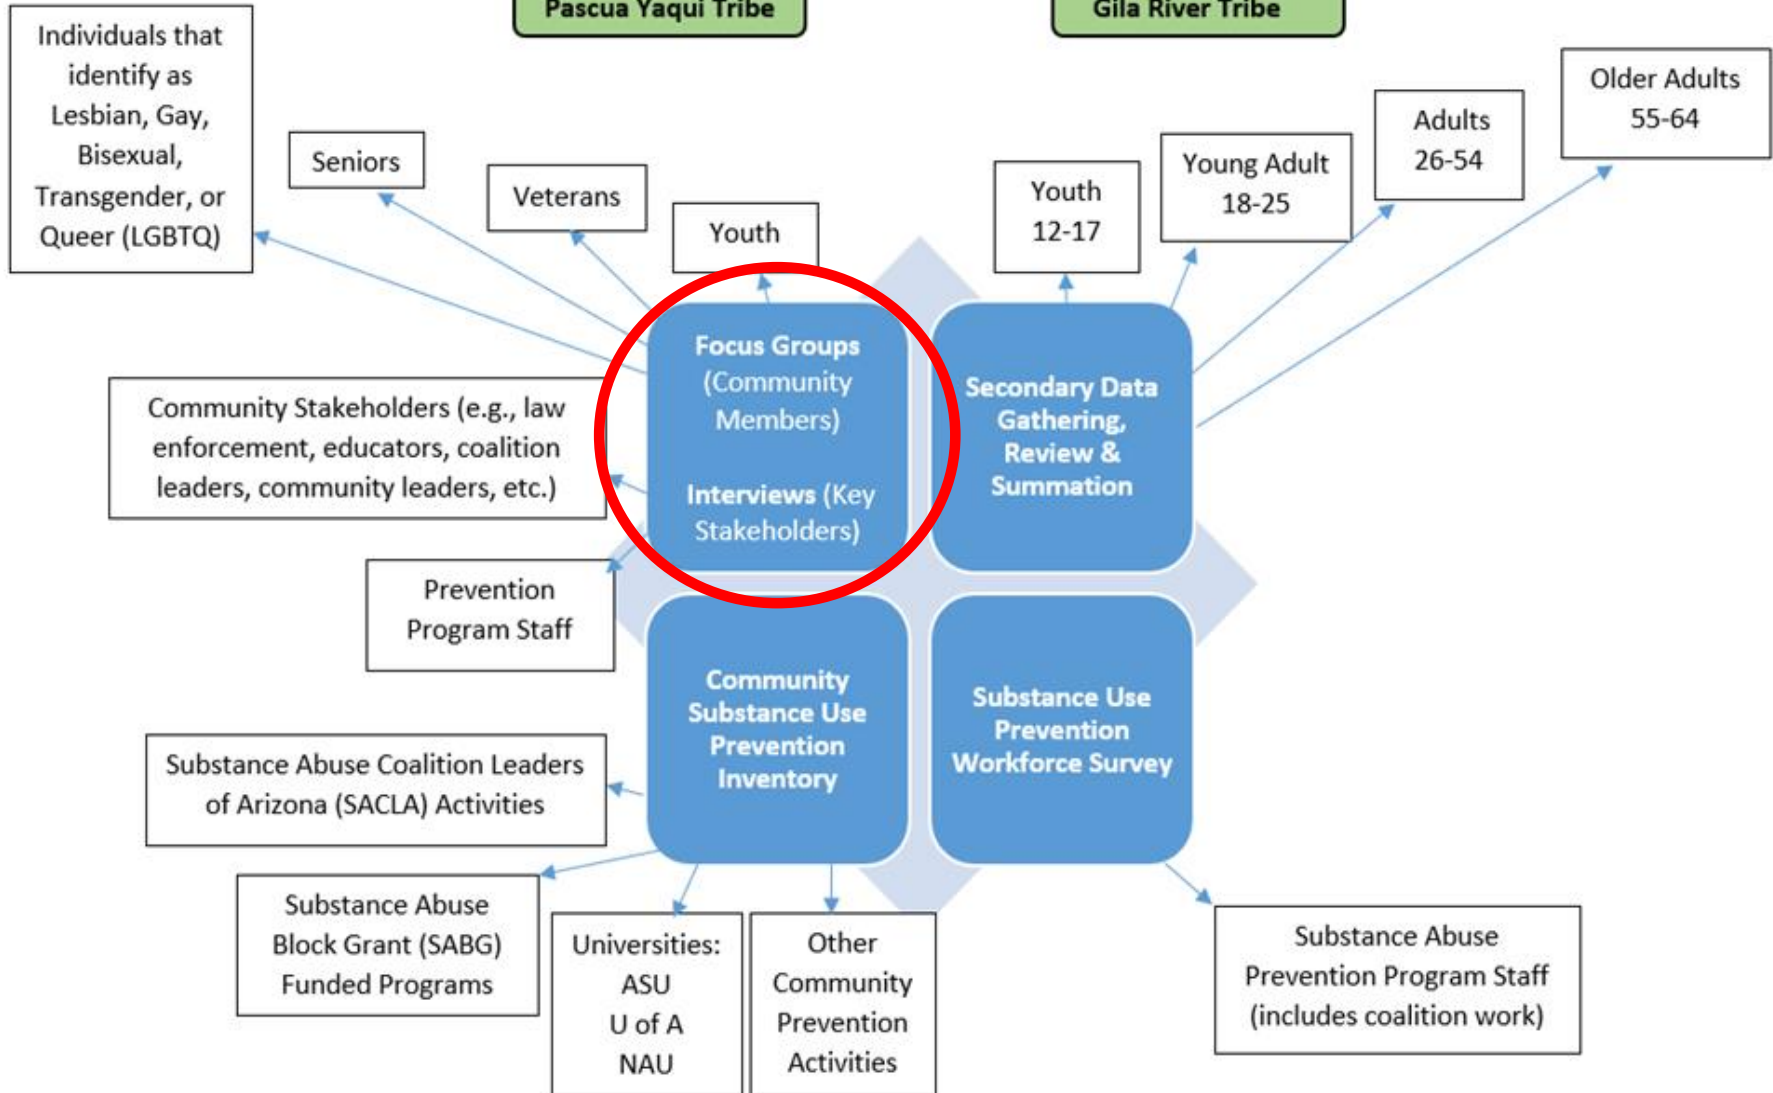 Pascua Yaqui Tribe
Gila River Tribe
Individuals that
identify as
Lesbian, Gay,
Bisexual,
Transgender, or
Queer (LGBTQ)
Seniors
Veterans
Youth
Youth
12-17
Young Adult
18-25
Adults
26-54
Older Adults
55-64
Focus Groups
(Community
Members)
Interviews (Key
Stakeholders)
Secondary Data
Gathering,
Review &
Summation
Community Stakeholders (e.g., law
enforcement, educators, coalition
leaders, community leaders, etc.)
Prevention
Program Staff
Community
Substance Use
Prevention
Inventory
Substance Use
Prevention
Workforce Survey
Substance Abuse Coalition Leaders
of Arizona (SACLA) Activities
Substance Abuse
Block Grant (SABG)
Funded Programs
Universities:
ASU
U of A
NAU
Other
Community
Prevention
Activities
Substance Abuse
Prevention Program Staff
(includes coalition work)